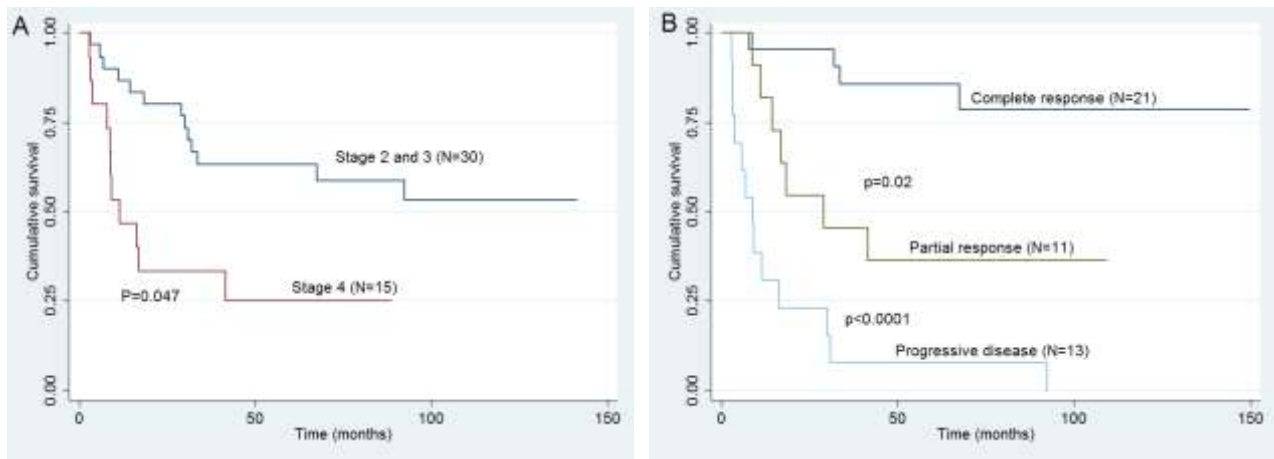 A
1.00
0.75
0.50
0.25
0.00
Cumulative survival
Stage 2 and 3 (N=30)
Stage 4 (N=15)
P=0.047
0 50 100 150
Time (months)
B
1.00
0.75
0.50
0.25
0.00
Cumulative survival
Complete response (N=21)
p=0.02
Partial response (N=11)
p<0.0001
Progressive disease (N=13)
0 50 100 150
Time (months)